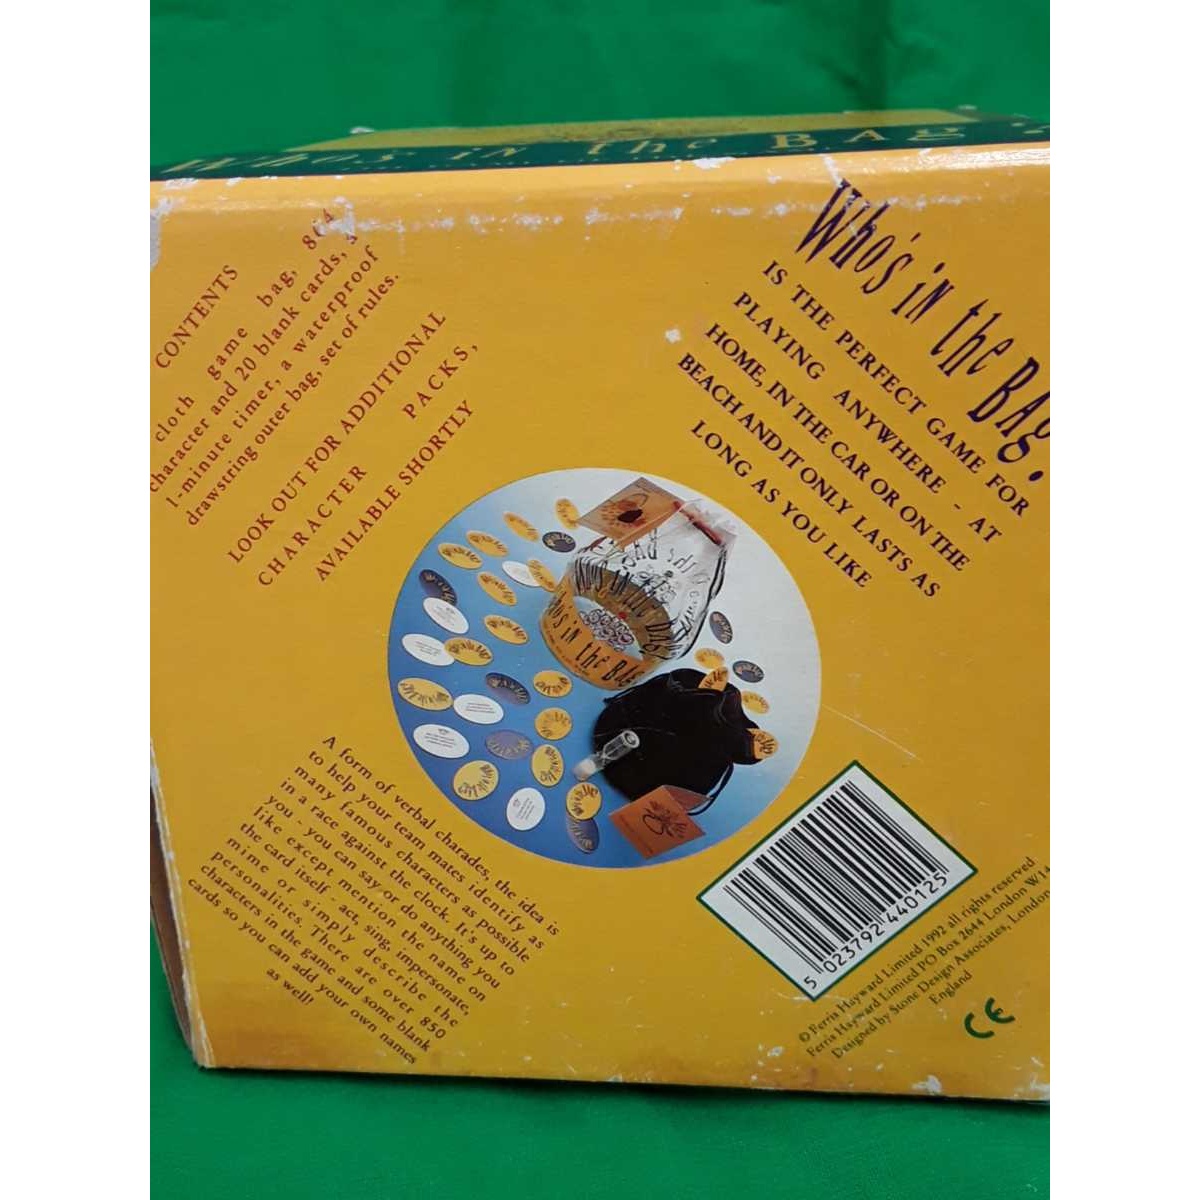 Who's in the BAg
CONTENTS
cloth game bag, 864
character and 20 blank cards,
1-minute timer, a waterproof
drawstring outer bag, set of rules.
LOOK OUT FOR ADDITIONAL
CHARACTER PACKS,
AVAILABLE SHORTLY
Who's in the BAg.
IS THE PERFECT GAME FOR
PLAYING ANYWHERE - AT
HOME, IN THE CAR OR ON THE
BEACH AND IT ONLY LASTS AS
LONG AS YOU LIKE
Who's in the BAg
A form of verbal charades, the idea is
to help your team mates identify as
many famous characters as possible
in a race against the clock. It's up to
you - you can say or do anything you
like except mention the name on
the card itself - act, sing, impersonate,
mime or simply describe the
personalities. There are over 850
characters in the game and some blank
cards so you can add your own names
as well!
5 023792 440125
© Ferris Hayward Limited 1992 all rights reserved
Ferris Hayward Limited PO Box 2644 London W14
Designed by Stone Design Associates, London
England
CE